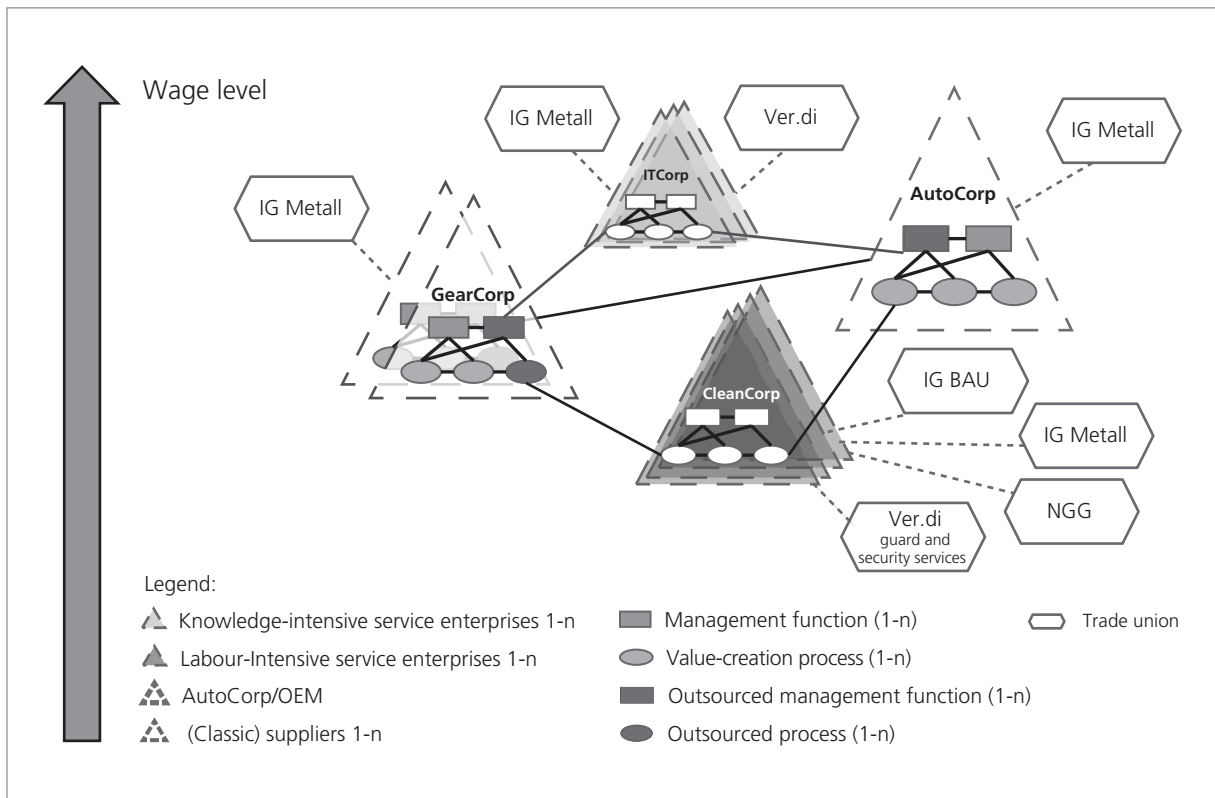 Wage level
IG Metall
Ver.di
IG Metall
ITCorp
IG Metall
AutoCorp
GearCorp
IG BAU
CleanCorp
IG Metall
NGG
Ver.di
guard and
security services
Legend:
Knowledge-intensive service enterprises 1-n
Labour-Intensive service enterprises 1-n
AutoCorp/OEM
(Classic) suppliers 1-n
Management function (1-n)
Value-creation process (1-n)
Outsourced management function (1-n)
Outsourced process (1-n)
Trade union